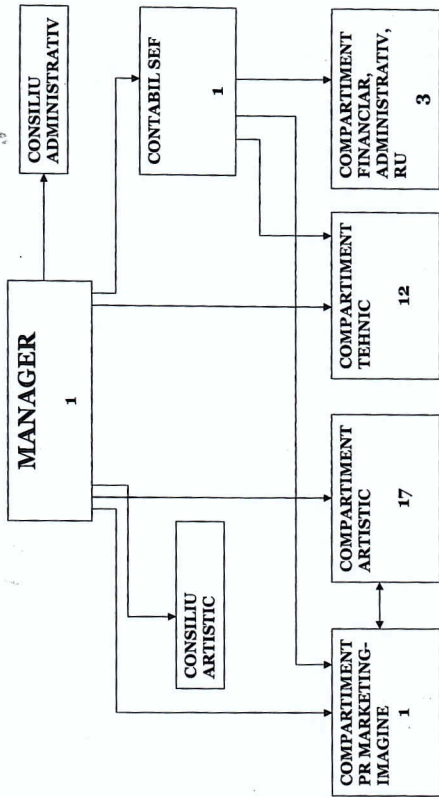 MANAGER
1
CONSILIU
ADMINISTRATIV
CONSILIU
ARTISTIC
CONTABIL SEF
1
COMPARTIMENT
PR MARKETING-
IMAGINE
1
COMPARTIMENT
ARTISTIC
17
COMPARTIMENT
TEHNIC
12
COMPARTIMENT
FINANCIAR,
ADMINISTRATIV,
RU
3